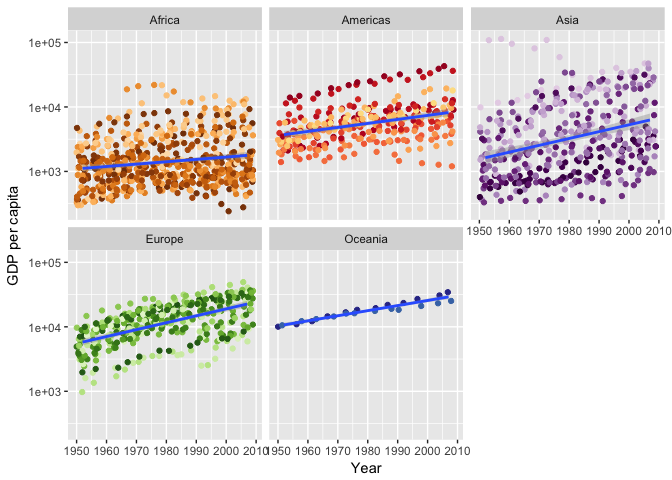 Africa Americas Asia
1e+05
1e+04
1e+03
1950 1960 1970 1980 1990 2000 2010
GDP per capita
Europe Oceania
1e+05
1e+04
1e+03
1950 1960 1970 1980 1990 2000 2010 1950 1960 1970 1980 1990 2000 2010
Year